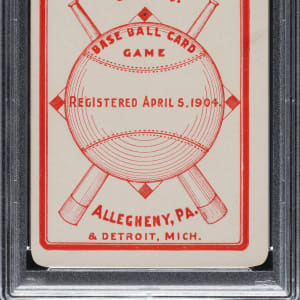 BASE BALL CARD
GAME
REGISTERED APRIL 5, 1904.
ALLEGHENY, PA.
& DETROIT, MICH.